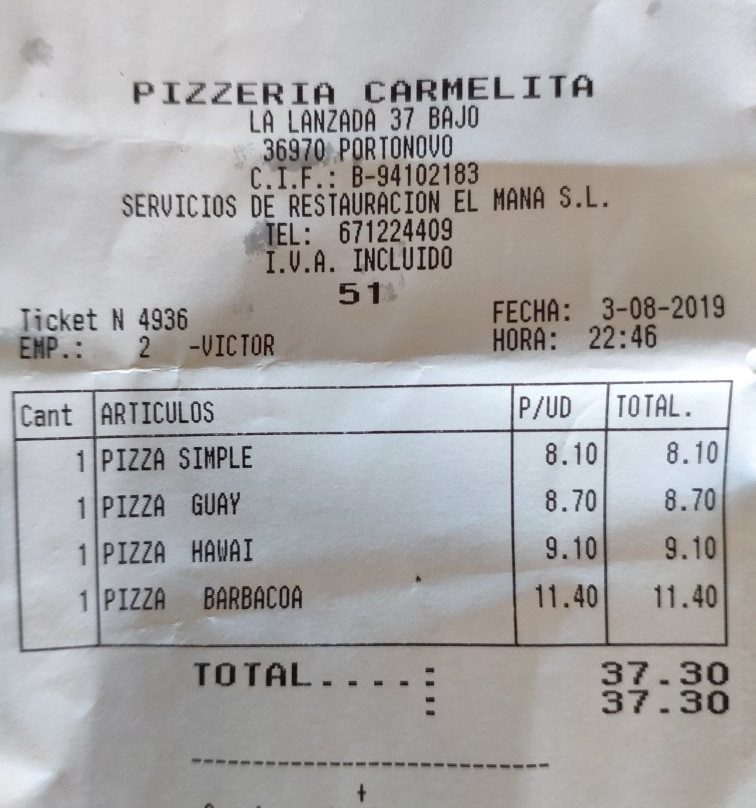 PIZZERIA CARMELITA
LA LANZADA 37 BAJO
36970 PORTONOVO
C.I.F.: B-94102183
SERVICIOS DE RESTAURACION EL MANA S.L.
TEL: 671224409
I.V.A. INCLUIDO
51
Ticket N 4936 FECHA: 3-08-2019
EMP.: 2 -VICTOR HORA: 22:46
Cant ARTICULOS P/UD TOTAL.
1 PIZZA SIMPLE 8.10 8.10
1 PIZZA GUAY 8.70 8.70
1 PIZZA HAWAI 9.10 9.10
1 PIZZA BARBACOA 11.40 11.40
TOTAL....: 37.30
: 37.30